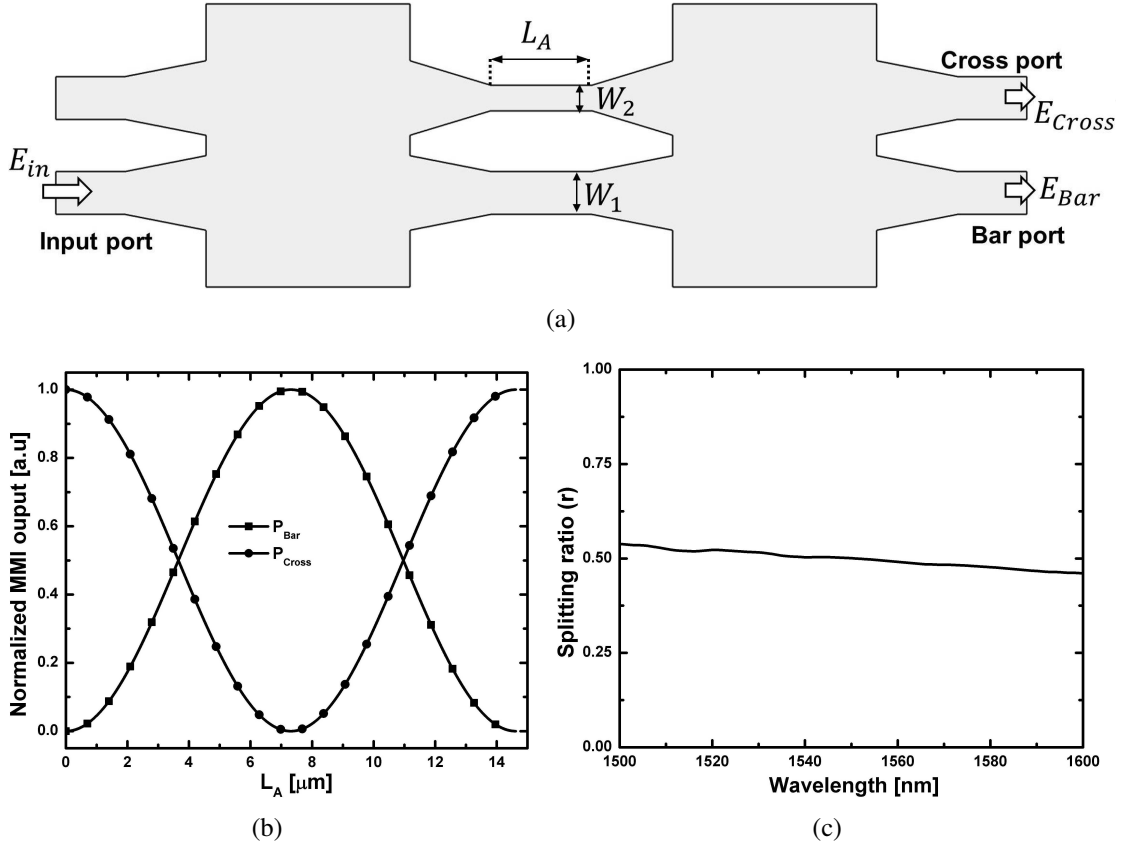 L_A
Cross port
W_2
E_Cross
E_in
W_1
E_Bar
Input port
Bar port
(a)
Normalized MMI ouput [a.u]
1.0
0.8
0.6
0.4
0.2
0.0
P_Bar
P_Cross
0 2 4 6 8 10 12 14
L_A [μm]
(b)
Splitting ratio (r)
1.00
0.75
0.50
0.25
0.00
1500 1520 1540 1560 1580 1600
Wavelength [nm]
(c)